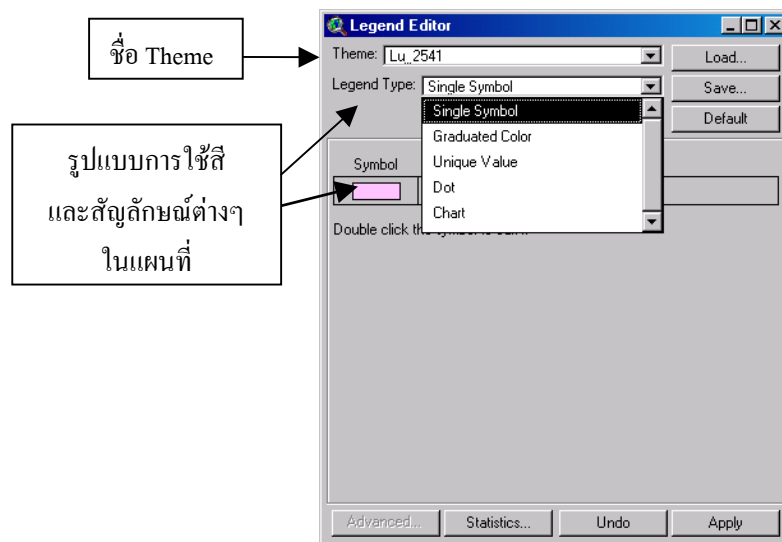 ชื่อ Theme
รูปแบบการใช้สี
และสัญลักษณ์ต่างๆ
ในแผนที่
Legend Editor
Theme: Lu_2541
Load...
Legend Type: Single Symbol
Save...
Default
Single Symbol
Graduated Color
Unique Value
Dot
Chart
Symbol
Double click th
Advanced...
Statistics...
Undo
Apply